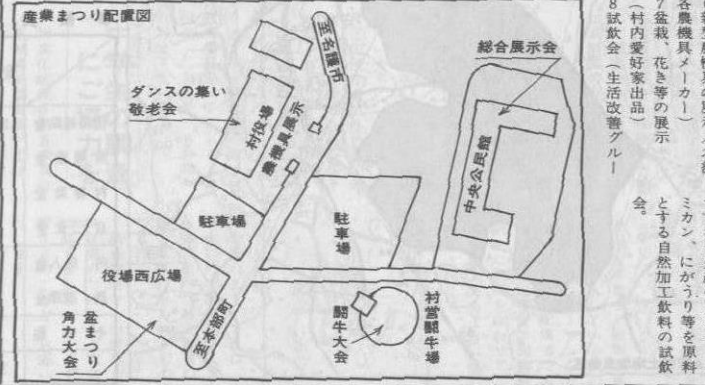 産業まつり配置図
至名護市
総合展示会
ダンスの集い
敬老会
村役場
農機具展示
中央公民館
駐車場
駐車場
役場西広場
盆まつり
角力大会
至本部町
闘牛大会
村営闘牛場
各農機具メーカー）
7盆栽、花き等の展示
（村内愛好家出品）
8試飲会（生活改善グルー
ミカン、にがうり等を原料
とする自然加工飲料の試飲
会。